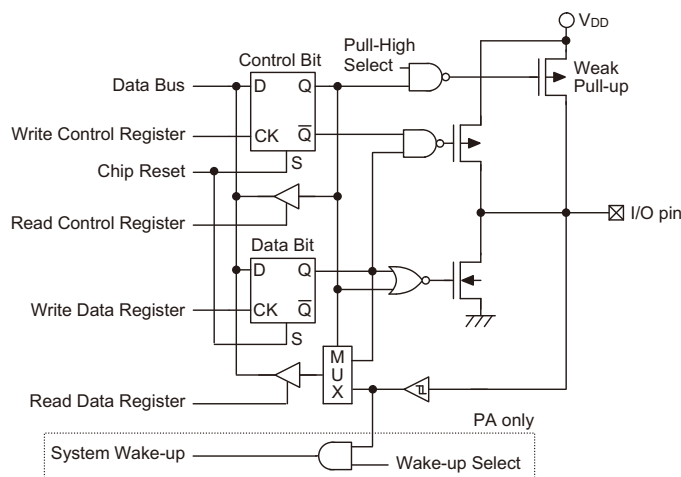 VDD
Control Bit
Pull-High
Select
Weak
Pull-up
Data Bus
D
Q
Write Control Register
CK
Q
Chip Reset
S
I/O pin
Read Control Register
Data Bit
D
Q
Write Data Register
CK
Q
S
M
U
X
Read Data Register
PA only
System Wake-up
Wake-up Select